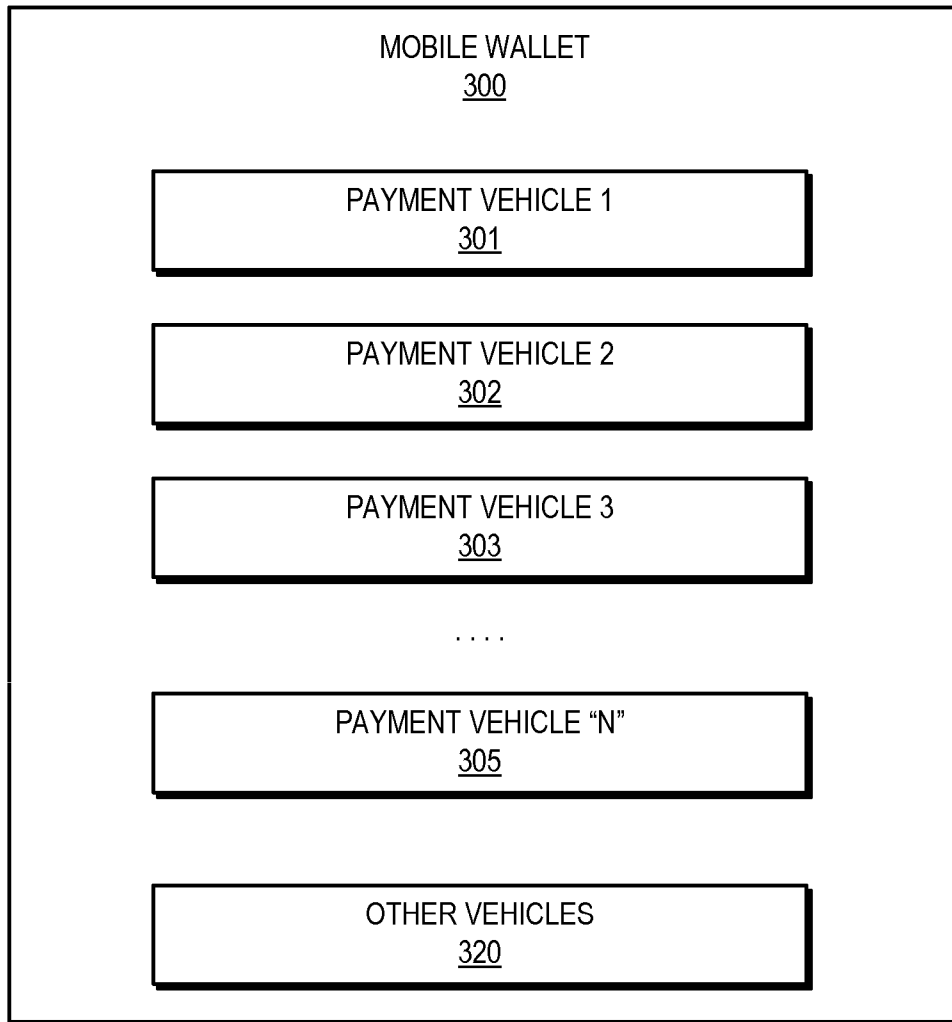 MOBILE WALLET
300
PAYMENT VEHICLE 1
301
PAYMENT VEHICLE 2
302
PAYMENT VEHICLE 3
303
. . . .
PAYMENT VEHICLE “N”
305
OTHER VEHICLES
320